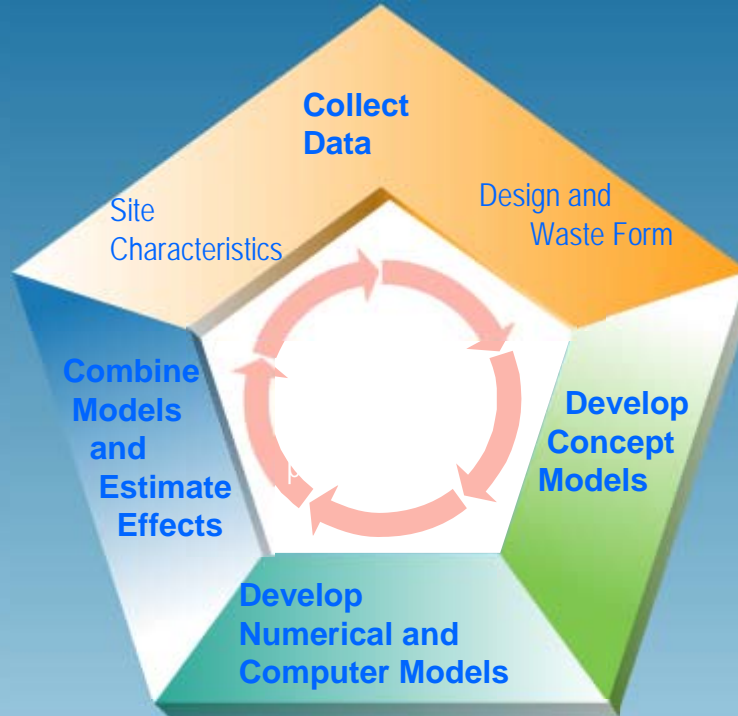 Collect
Data
Site
Characteristics
Design and
Waste Form
Combine
Models
and
Estimate
Effects
Develop
Concept
Models
Develop
Numerical and
Computer Models